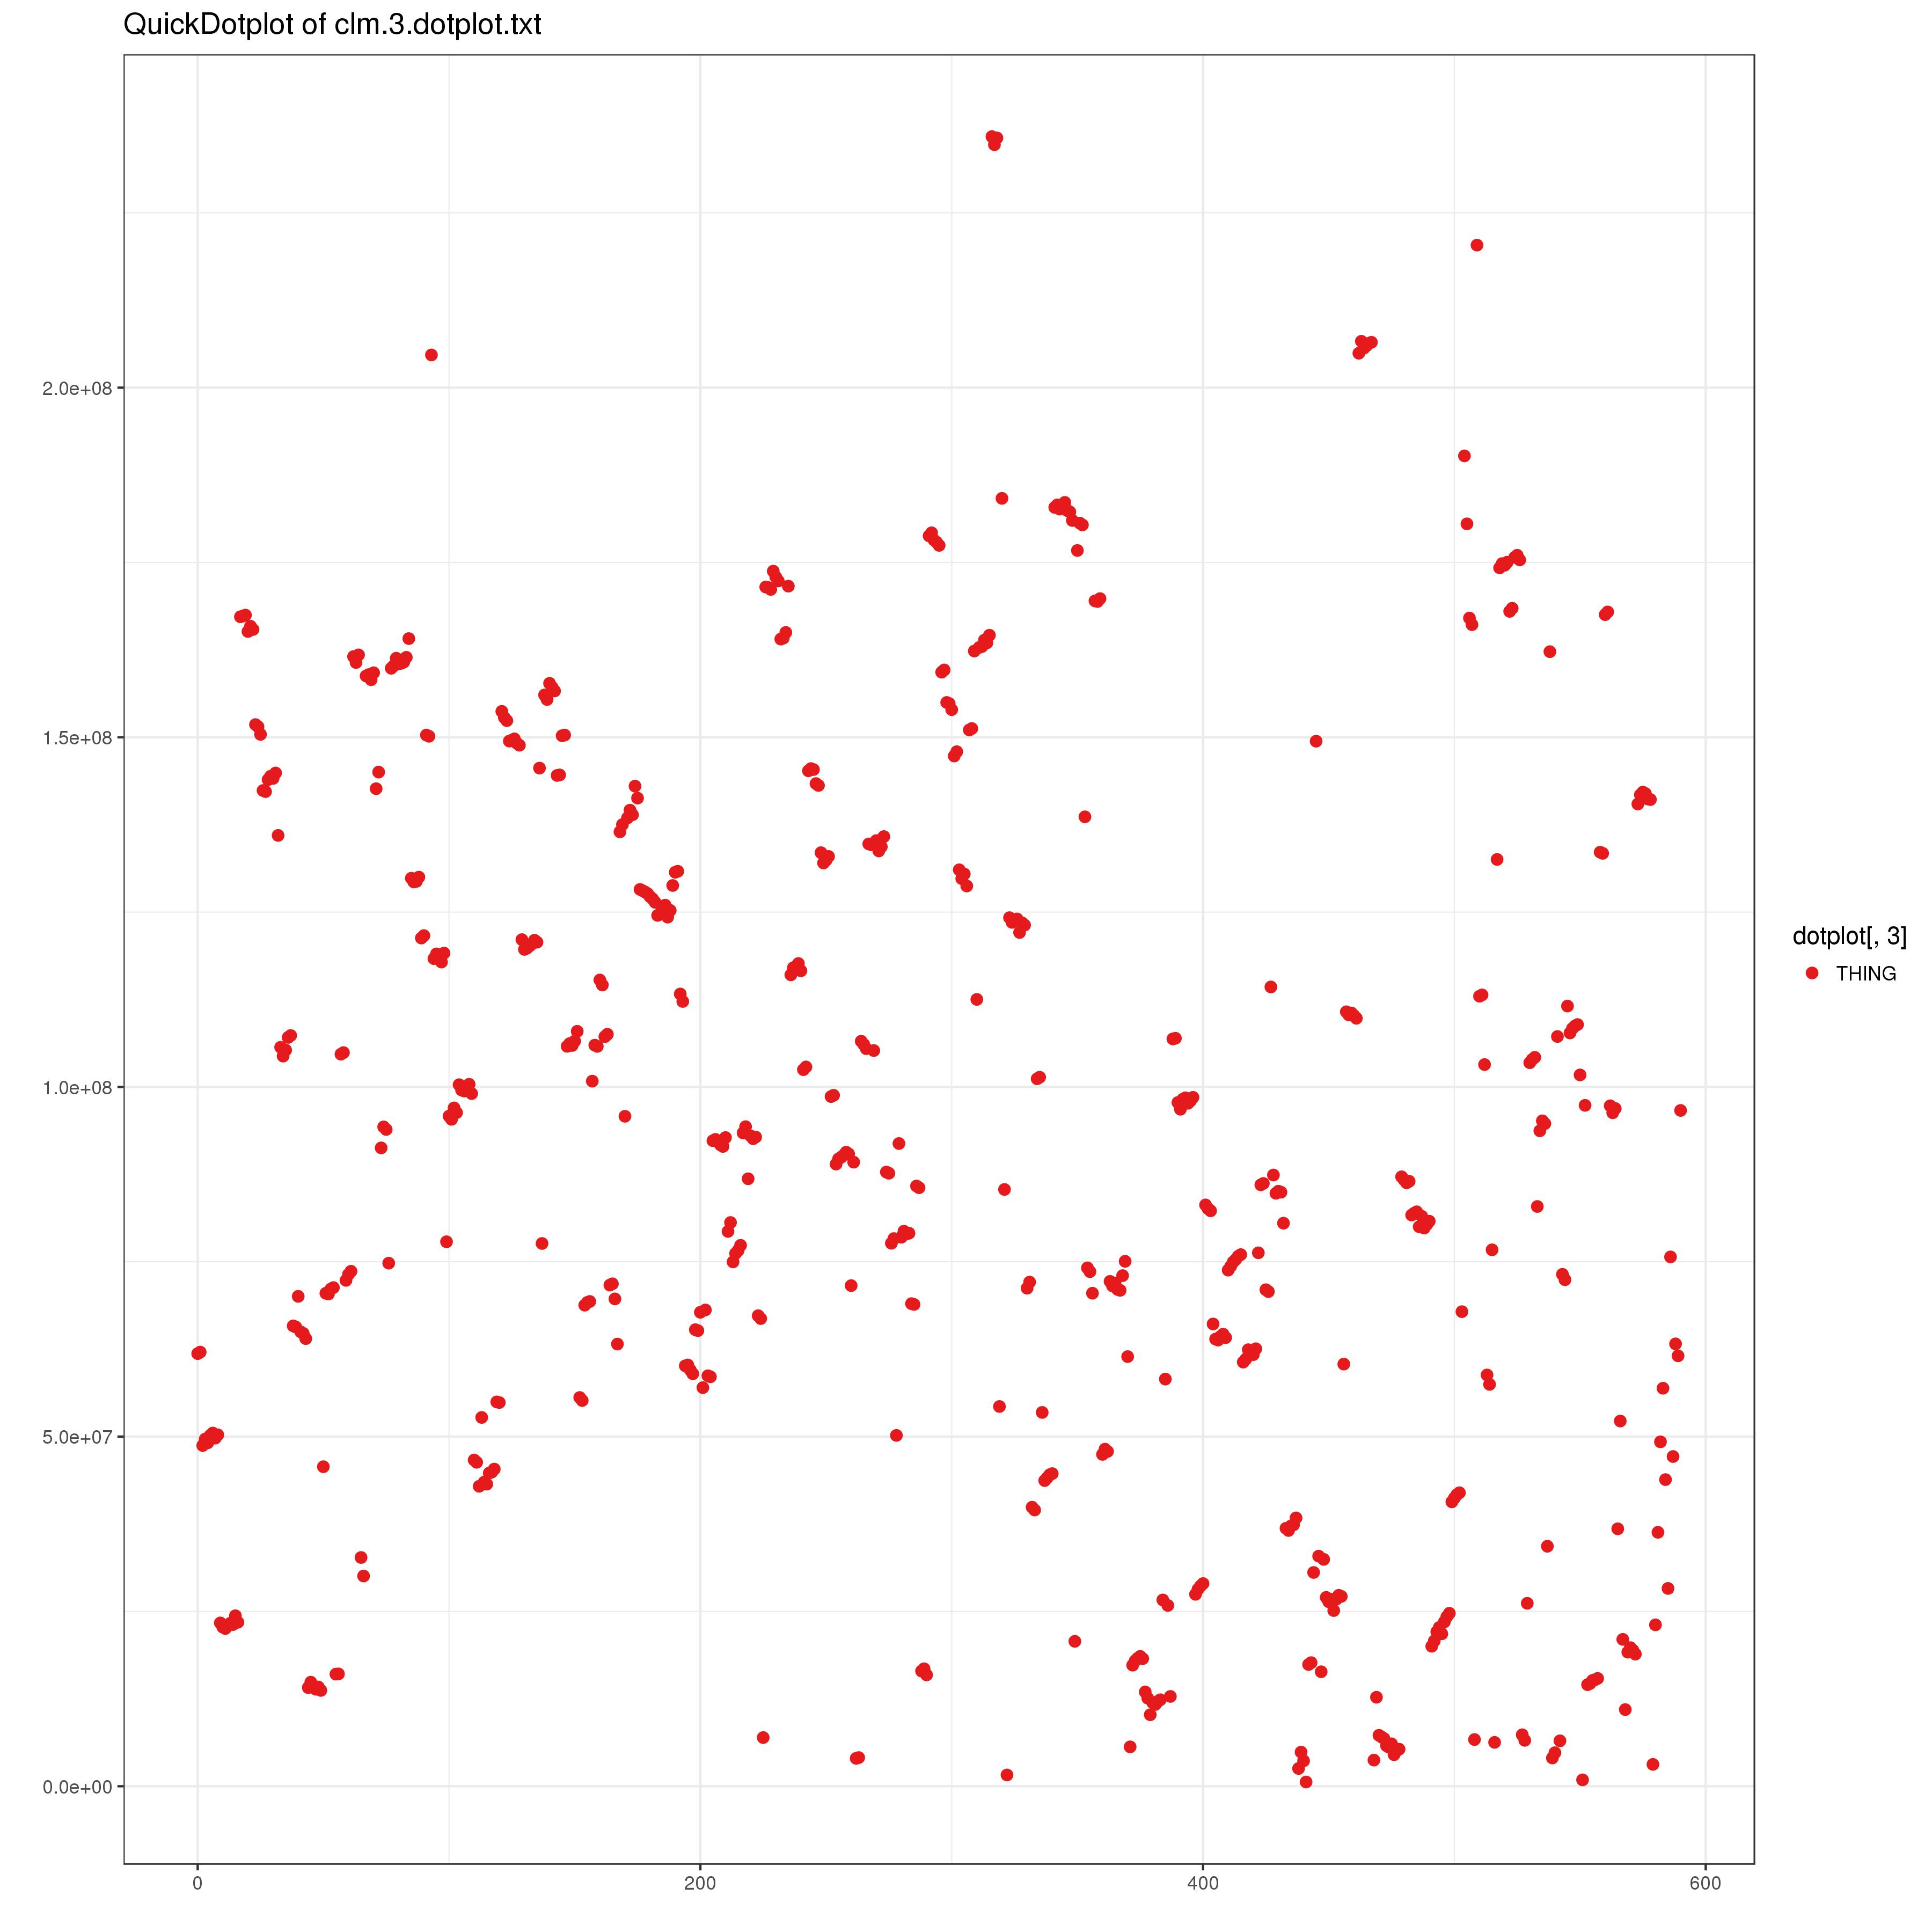 QuickDotplot of clm.3.dotplot.txt
2.0e+08
1.5e+08
1.0e+08
5.0e+07
0.0e+00
0
200
400
600
dotplot[, 3]
THING